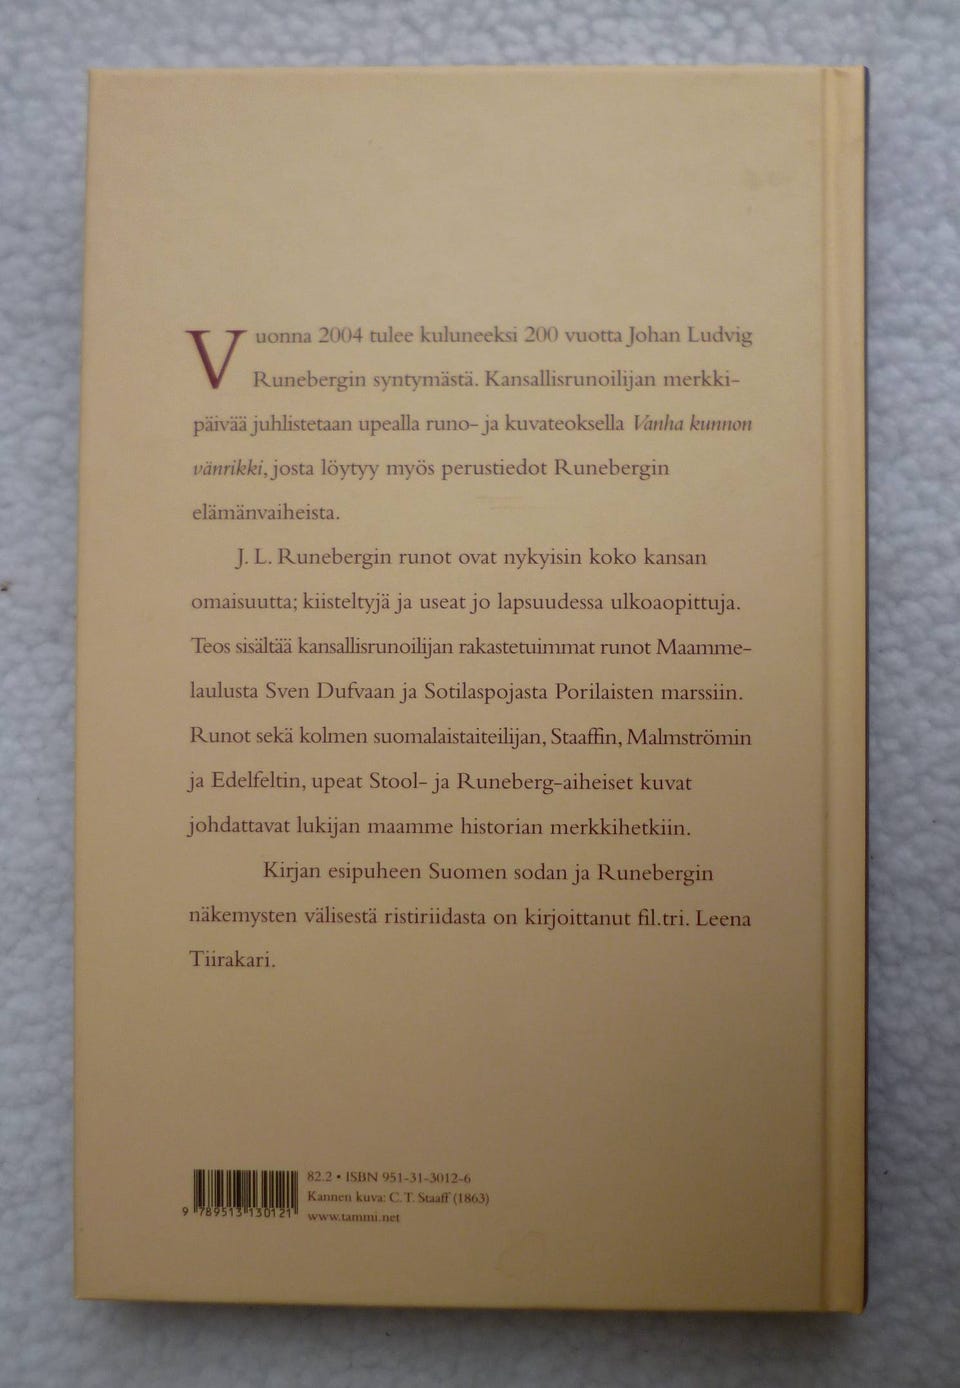 Vuonna 2004 tulee kuluneeksi 200 vuotta Johan Ludvig
Runebergin syntymästä. Kansallisrunoilijan merkki-
päivää juhlistetaan upealla runo- ja kuvateoksella Vanha kunnon
vänrikki, josta löytyy myös perustiedot Runebergin
elämänvaiheista.
J. L. Runebergin runot ovat nykyisin koko kansan
omaisuutta; kiisteltyjä ja useat jo lapsuudessa ulkoaopittuja.
Teos sisältää kansallisrunoilijan rakastetuimmat runot Maamme-
laulusta Sven Dufvaan ja Sotilaspojasta Porilaisten marssiin.
Runot sekä kolmen suomalaistaiteilijan, Staaffin, Malmströmin
ja Edelfeltin, upeat Stool- ja Runeberg-aiheiset kuvat
johdattavat lukijan maamme historian merkkihetkiin.
Kirjan esipuheen Suomen sodan ja Runebergin
näkemysten välisestä ristiriidasta on kirjoittanut fil.tri. Leena
Tiirakari.
82.2 • ISBN 951-31-3012-6
Kannen kuva: C. T. Staaff (1863)
www.tammi.net
9 789513 130121